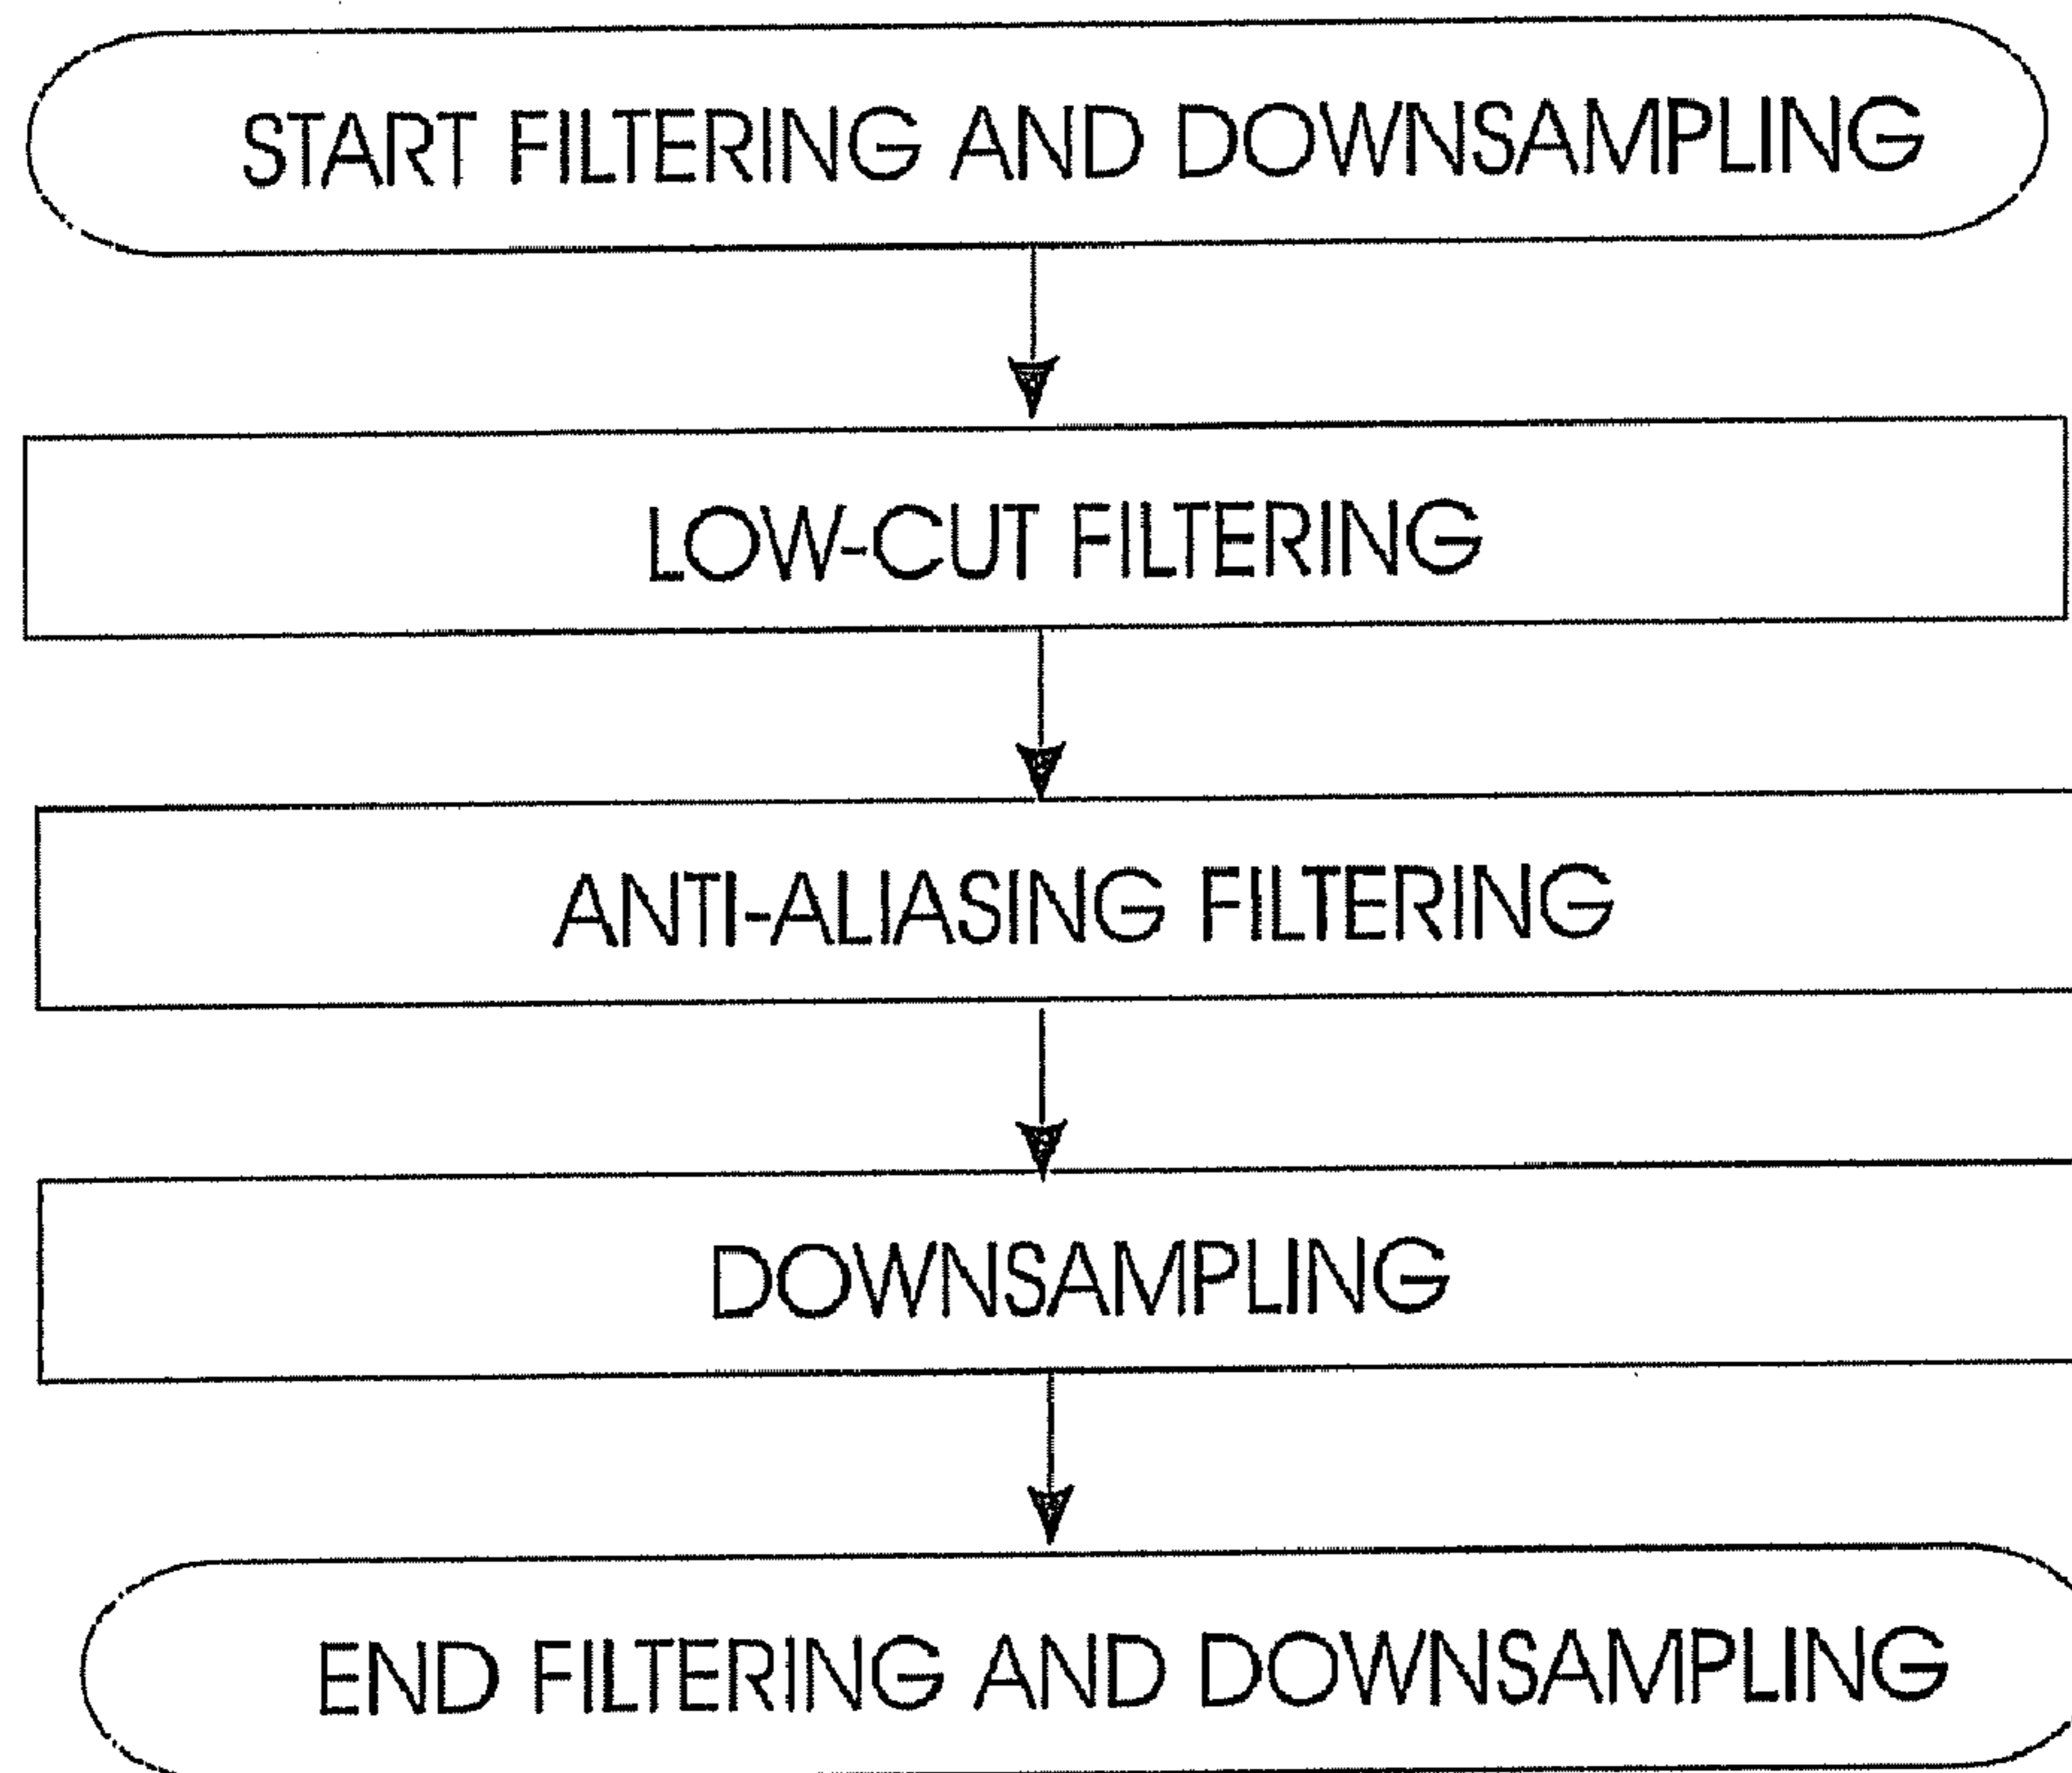 START FILTERING AND DOWNSAMPLING
LOW-CUT FILTERING
ANTI-ALIASING FILTERING
DOWNSAMPLING
END FILTERING AND DOWNSAMPLING